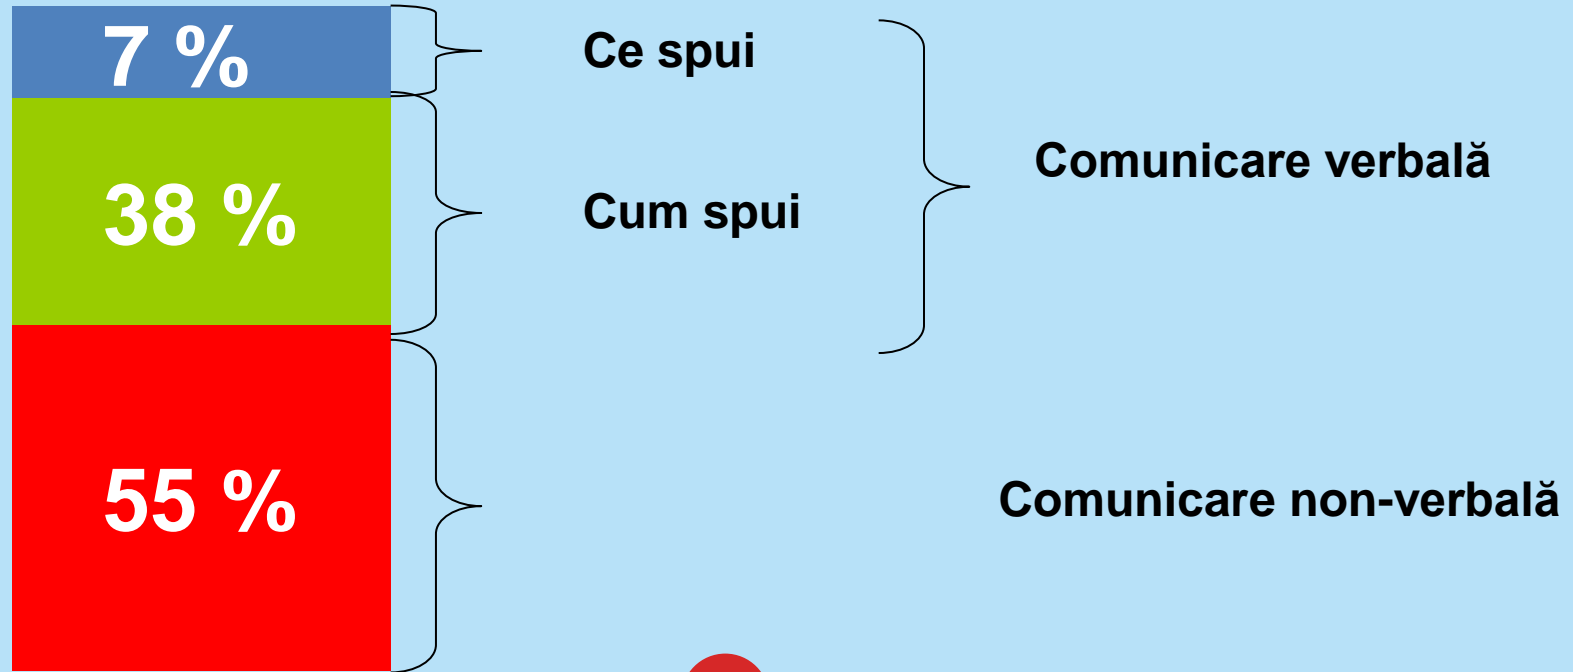 7 %
Ce spui
38 %
Cum spui
Comunicare verbală
55 %
Comunicare non-verbală